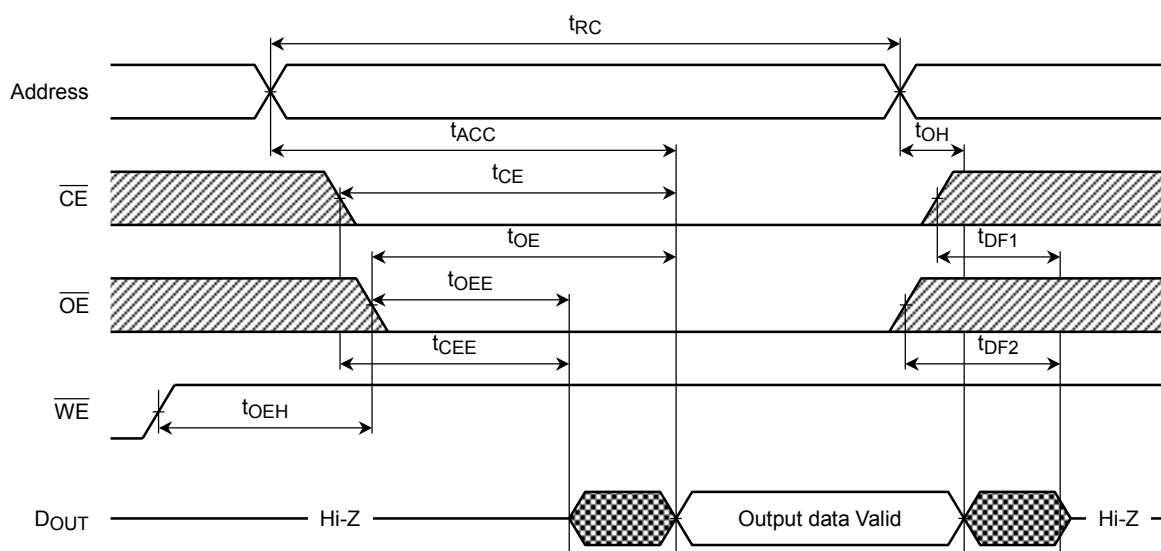 tRC
Address
tACC
tOH
tCE
CE
tOE
tDF1
tOEE
OE
tCEE
tDF2
WE
tOEH
DOUT
Hi-Z
Output data Valid
Hi-Z